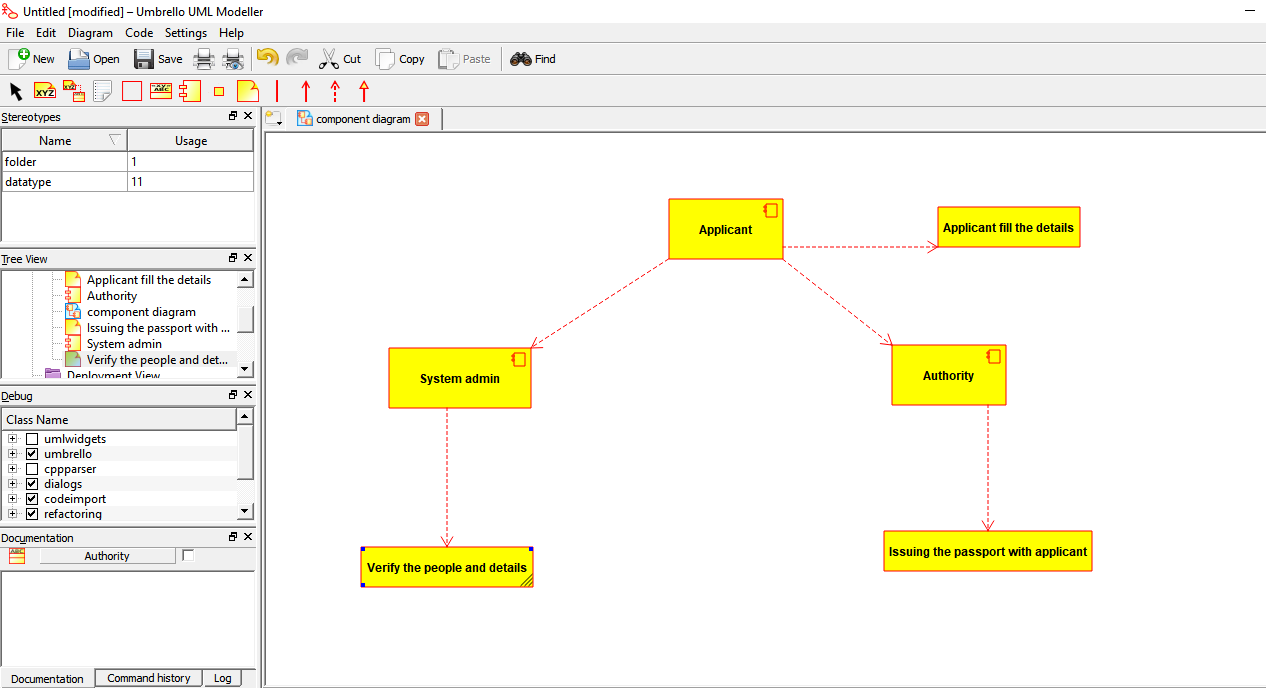 Untitled [modified] – Umbrello UML Modeller
File Edit Diagram Code Settings Help
New Open Save Cut Copy Paste Find
XYZ XYZ XYZ ABC
Stereotypes
component diagram
Name Usage
folder 1
datatype 11
Tree View
Applicant fill the details
Authority
component diagram
Issuing the passport with ...
System admin
Verify the people and det...
Deployment View
Debug
Class Name
umlwidgets
umbrello
cppparser
dialogs
codeimport
refactoring
Documentation
ABC Authority
Documentation Command history Log
Applicant
Applicant fill the details
System admin
Authority
Verify the people and details
Issuing the passport with applicant